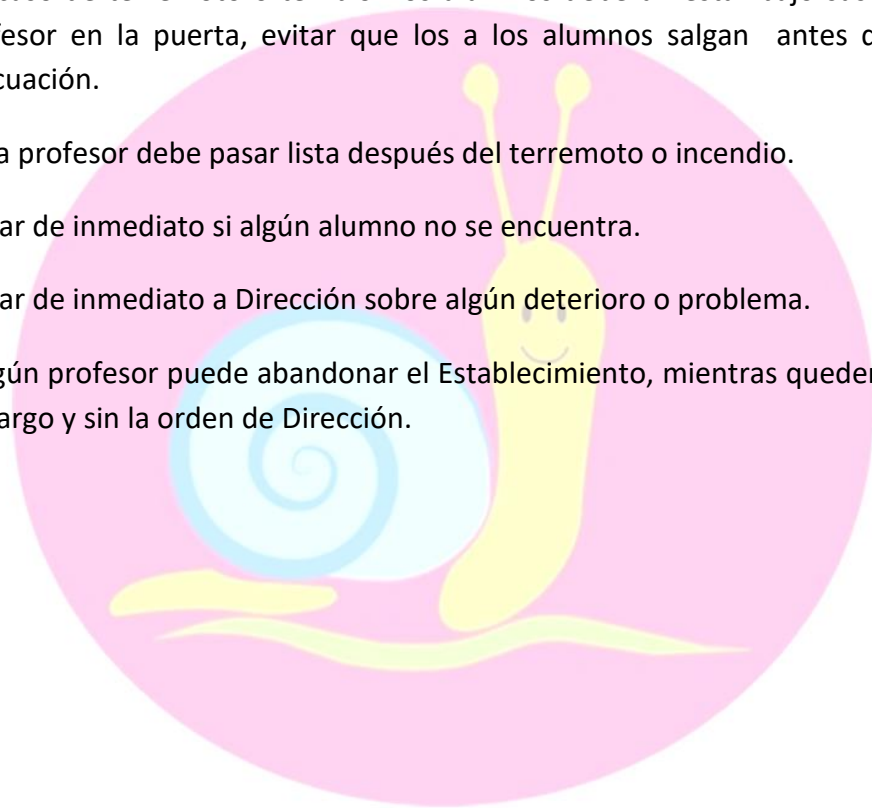 profesor en la puerta, evitar que los a los alumnos salgan antes d
cuación.
a profesor debe pasar lista después del terremoto o incendio.
ar de inmediato si algún alumno no se encuentra.
ar de inmediato a Dirección sobre algún deterioro o problema.
gún profesor puede abandonar el Establecimiento, mientras queden
argo y sin la orden de Dirección.